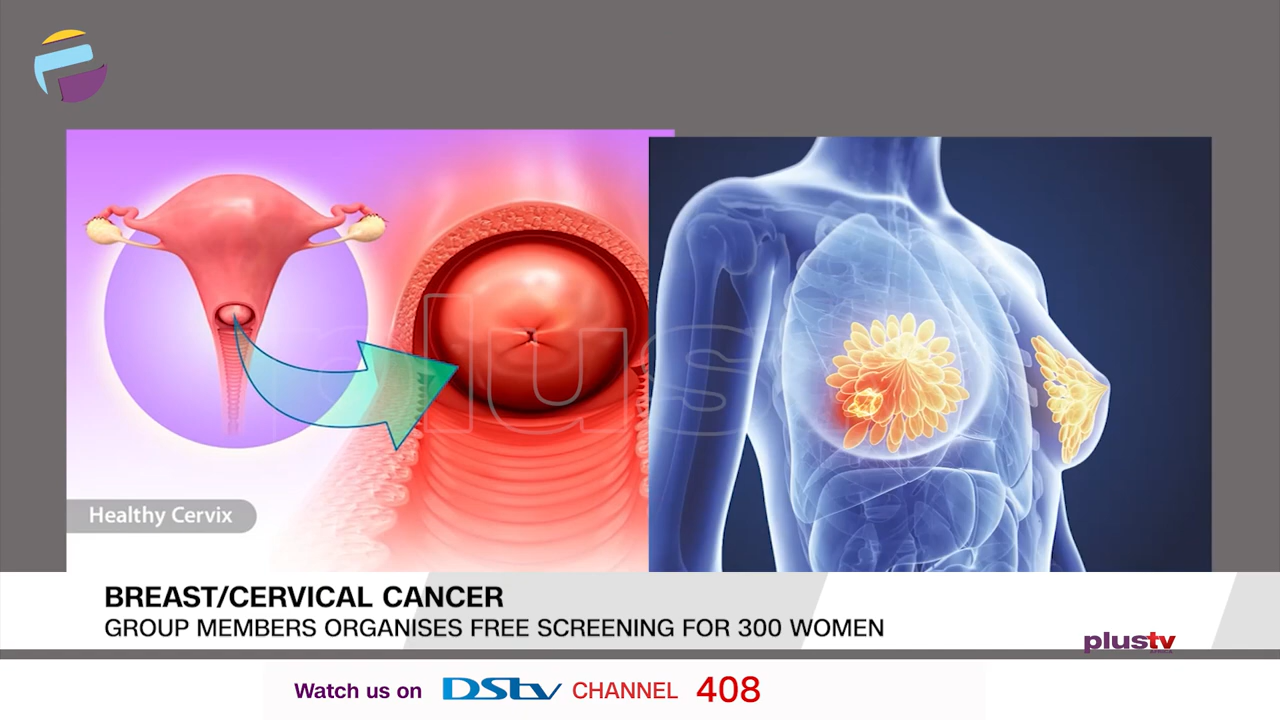 plus
Healthy Cervix
BREAST/CERVICAL CANCER
GROUP MEMBERS ORGANISES FREE SCREENING FOR 300 WOMEN
plustv
Watch us on DStv CHANNEL 408